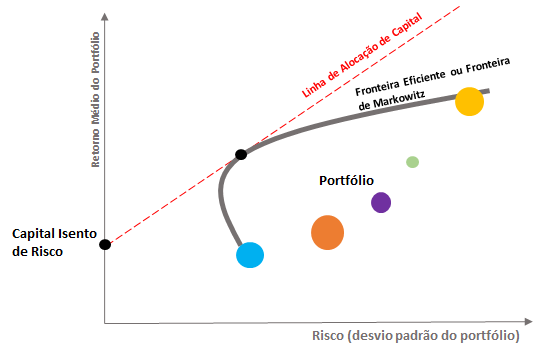 Retorno Médio do Portfólio
Linha de Alocação de Capital
Fronteira Eficiente ou Fronteira
de Markowitz
Portfólio
Capital Isento
de Risco
Risco (desvio padrão do portfólio)